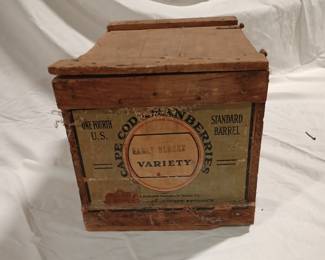 ONE FOURTH
U.S.
CAPE COD CRANBERRIES
STANDARD
BARREL
EARLY BLACKS
VARIETY